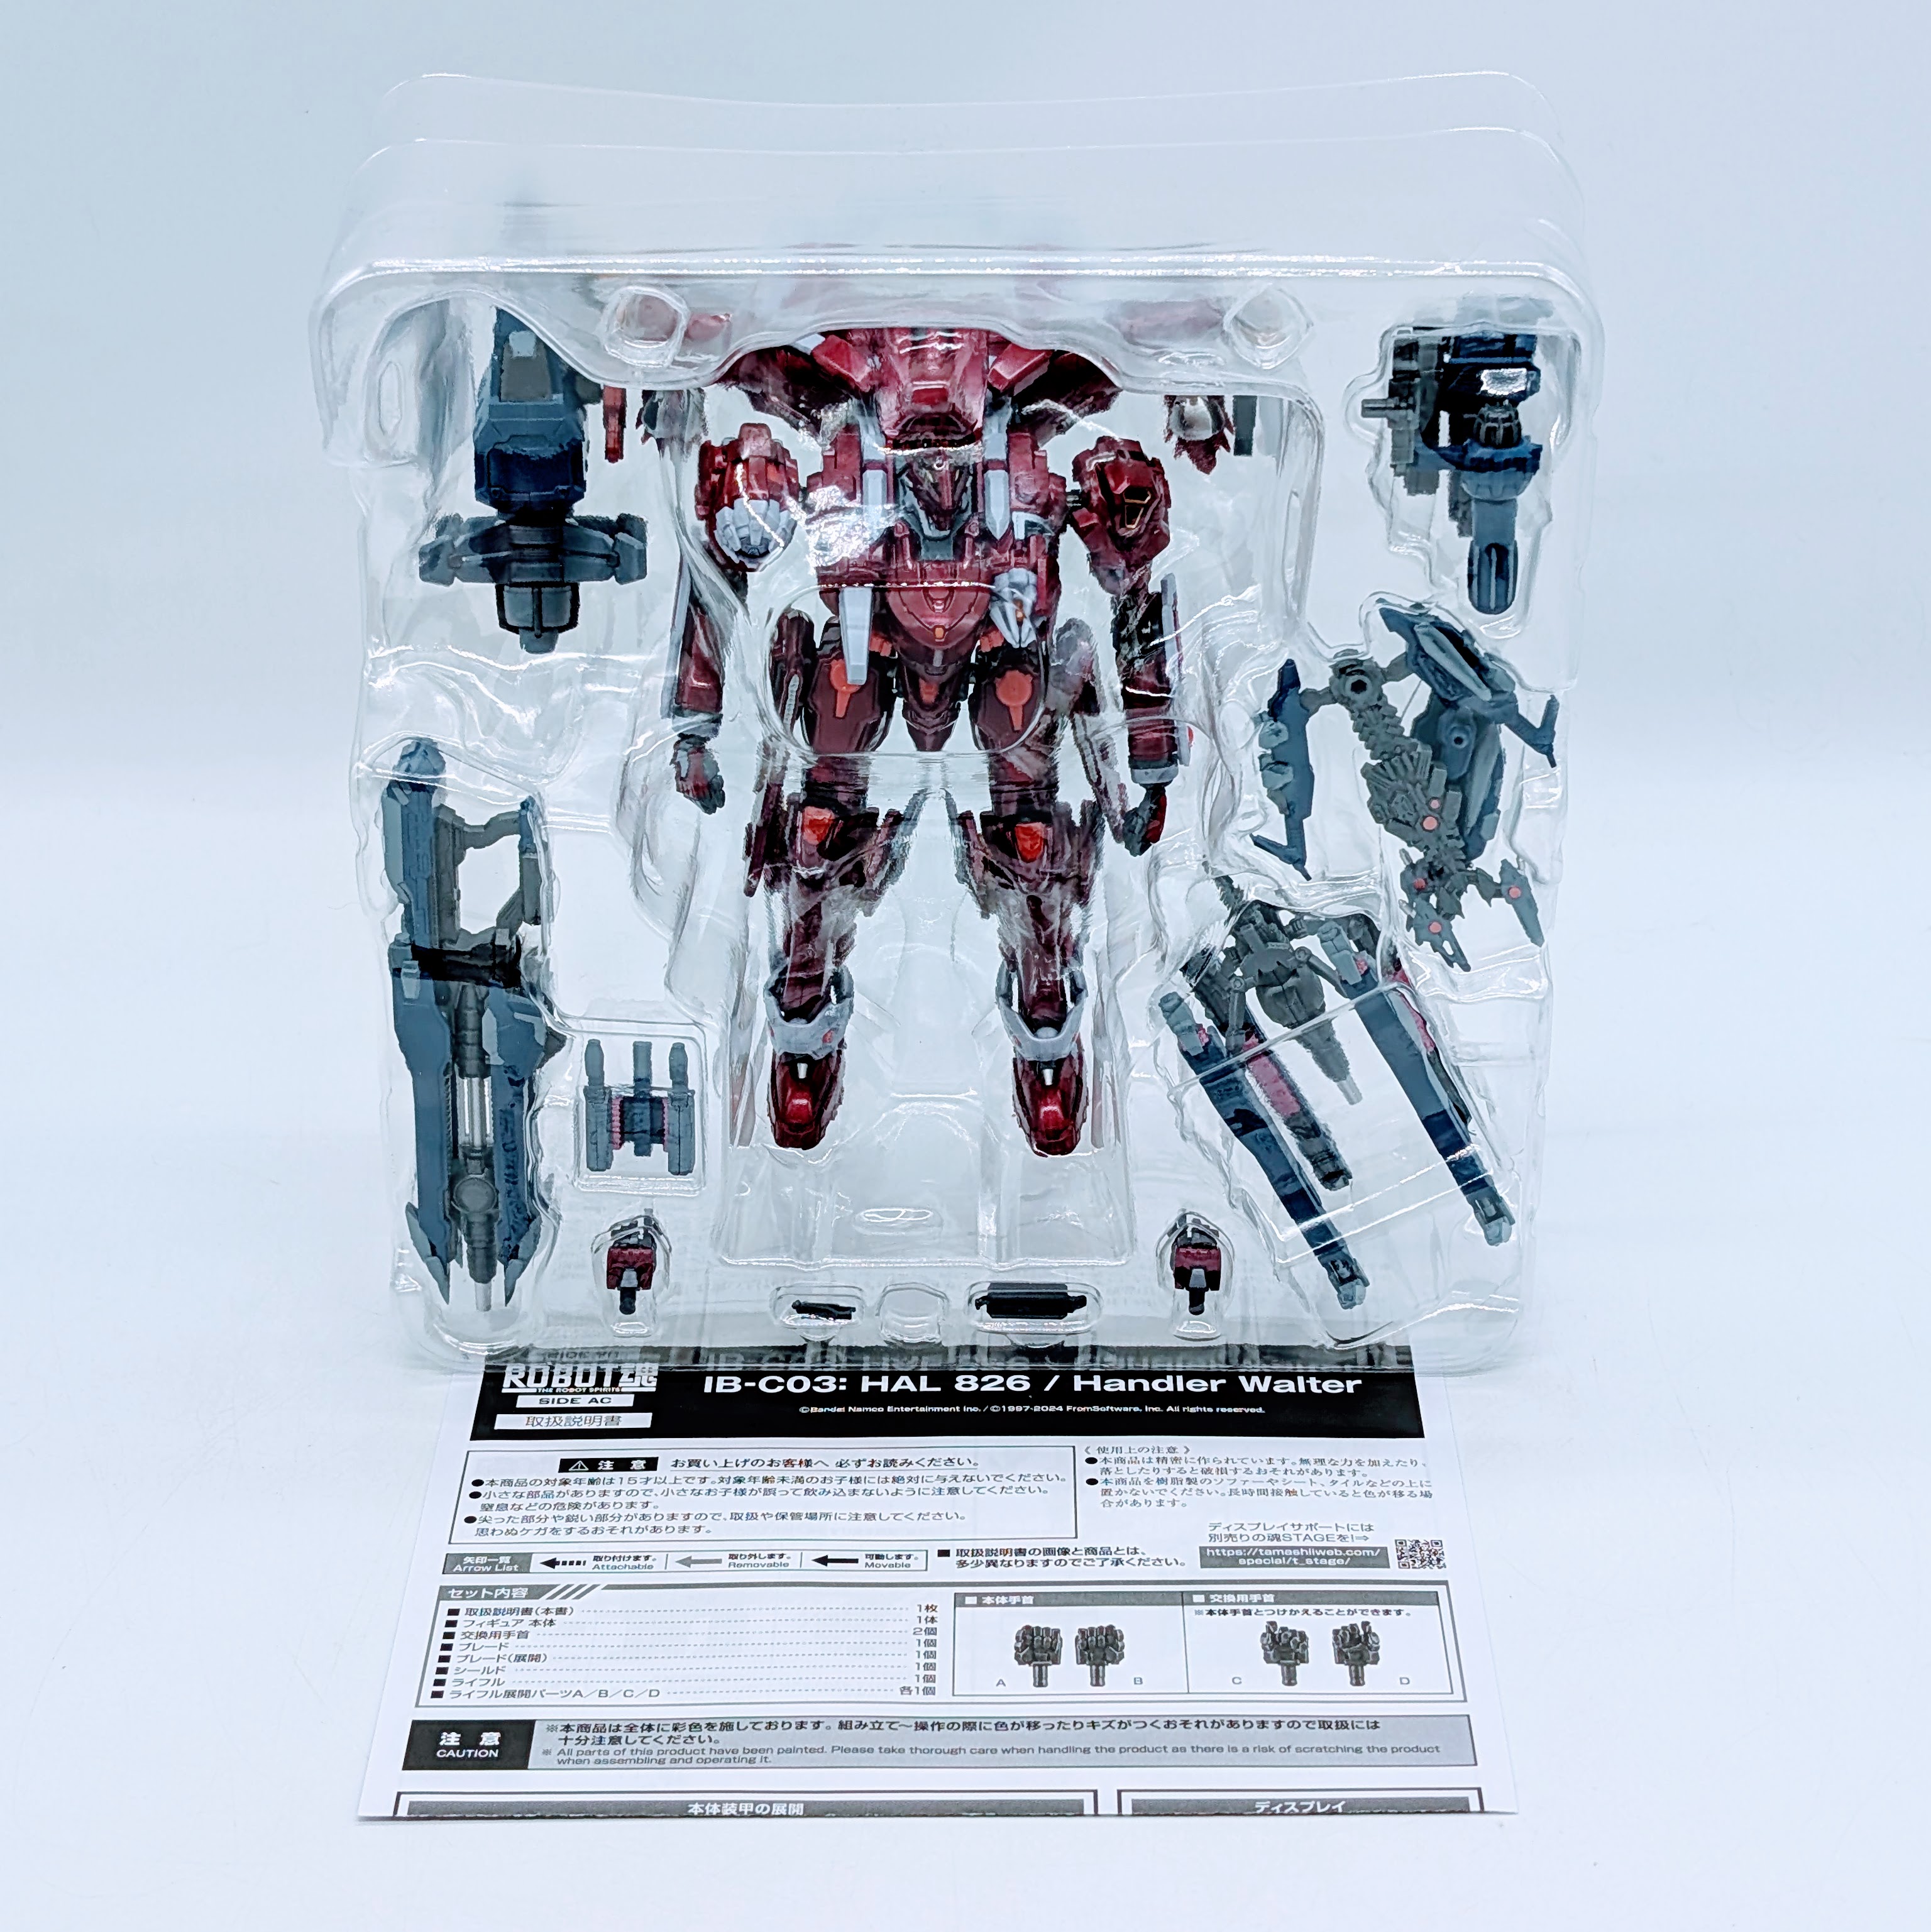 ROBOT魂
THE ROBOT SPIRITS
SIDE AC
取扱説明書
IB-C03: HAL 826 / Handler Walter
©Bandai Namco Entertainment Inc./©1997-2024 FromSoftware, Inc. All rights reserved.
⚠ 注 意 お買い上げのお客様へ 必ずお読みください。
●本商品の対象年齢は15才以上です。対象年齢未満のお子様には絶対に与えないでください。
●小さな部品がありますので、小さなお子様が誤って飲み込まないように注意してください。
窒息などの危険があります。
●尖った部分や鋭い部分がありますので、取扱や保管場所に注意してください。
思わぬケガをするおそれがあります。
《 使用上の注意 》
●本商品は精密に作られています。無理な力を加えたり、
落としたりすると破損するおそれがあります。
●本商品を樹脂製のソファーやシート、タイルなどの上に
置かないでください。長時間接触していると色が移る場
合があります。
ディスプレイサポートには
別売りの魂STAGEを!⇒
https://tamashiiweb.com/
special/t_stage/
矢印一覧
Arrow List
取り付けます。
Attachable
取り外します。
Removable
可動します。
Movable
■ 取扱説明書の画像と商品とは、
多少異なりますのでご了承ください。
セット内容
■ 取扱説明書(本書) 1枚
■ フィギュア 本体 1体
■ 交換用手首 2個
■ ブレード 1個
■ ブレード(展開) 1個
■ シールド 1個
■ ライフル 1個
■ ライフル展開パーツA/B/C/D 各1個
■ 本体手首
A B
■ 交換用手首
※本体手首とつけかえることができます。
C D
注 意
CAUTION
※本商品は全体に彩色を施しております。組み立て〜操作の際に色が移ったりキズがつくおそれがありますので取扱には
十分注意してください。
※ All parts of this product have been painted. Please take thorough care when handling the product as there is a risk of scratching the product
when assembling and operating it.
本体装甲の展開
ディスプレイ